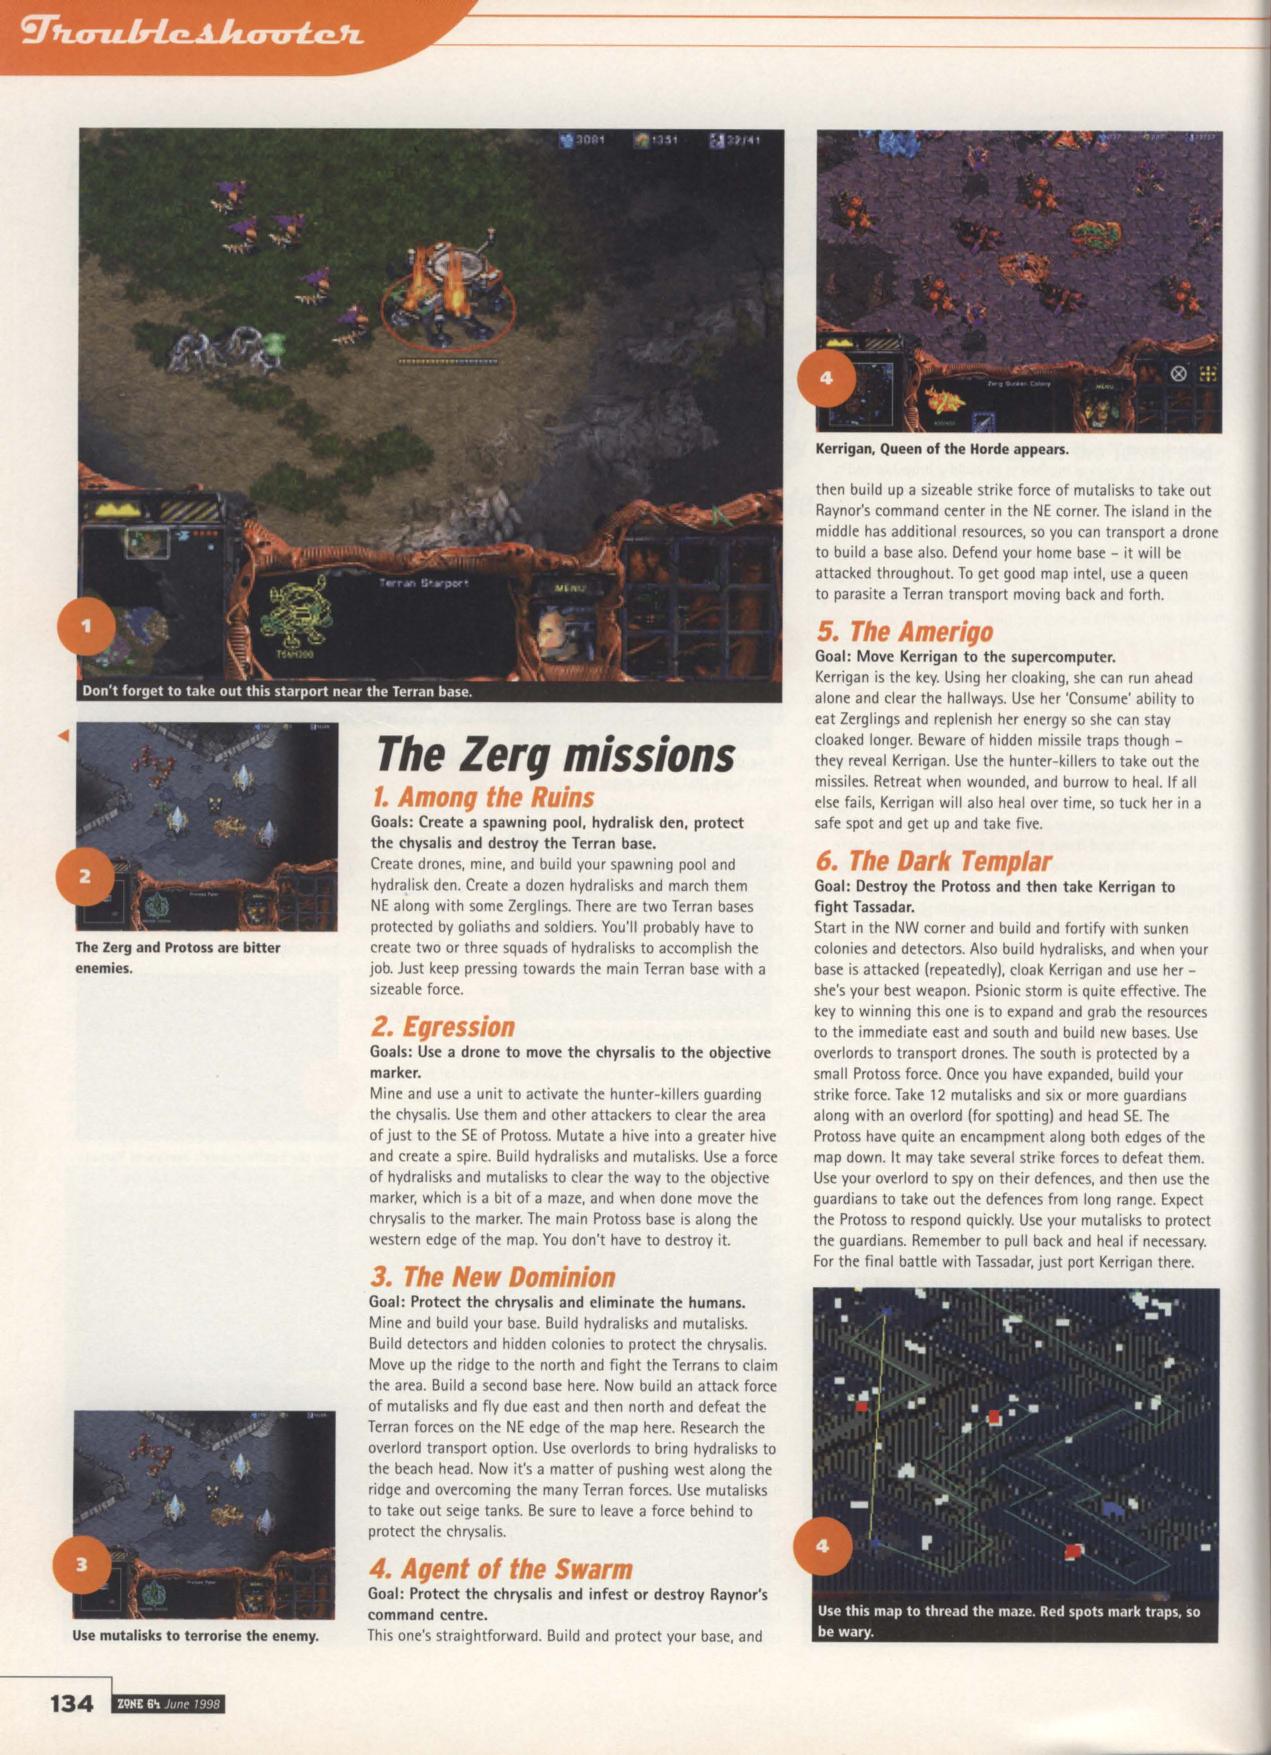 Troubleshooter
3081 1351 32/41
Terran Starport
MENU
1
Don't forget to take out this starport near the Terran base.
2
The Zerg and Protoss are bitter
enemies.
3
Use mutalisks to terrorise the enemy.
The Zerg missions
1. Among the Ruins
Goals: Create a spawning pool, hydralisk den, protect
the chysalis and destroy the Terran base.
Create drones, mine, and build your spawning pool and
hydralisk den. Create a dozen hydralisks and march them
NE along with some Zerglings. There are two Terran bases
protected by goliaths and soldiers. You'll probably have to
create two or three squads of hydralisks to accomplish the
job. Just keep pressing towards the main Terran base with a
sizeable force.
2. Egression
Goals: Use a drone to move the chyrsalis to the objective
marker.
Mine and use a unit to activate the hunter-killers guarding
the chysalis. Use them and other attackers to clear the area
of just to the SE of Protoss. Mutate a hive into a greater hive
and create a spire. Build hydralisks and mutalisks. Use a force
of hydralisks and mutalisks to clear the way to the objective
marker, which is a bit of a maze, and when done move the
chrysalis to the marker. The main Protoss base is along the
western edge of the map. You don't have to destroy it.
3. The New Dominion
Goal: Protect the chrysalis and eliminate the humans.
Mine and build your base. Build hydralisks and mutalisks.
Build detectors and hidden colonies to protect the chrysalis.
Move up the ridge to the north and fight the Terrans to claim
the area. Build a second base here. Now build an attack force
of mutalisks and fly due east and then north and defeat the
Terran forces on the NE edge of the map here. Research the
overlord transport option. Use overlords to bring hydralisks to
the beach head. Now it's a matter of pushing west along the
ridge and overcoming the many Terran forces. Use mutalisks
to take out seige tanks. Be sure to leave a force behind to
protect the chrysalis.
4. Agent of the Swarm
Goal: Protect the chrysalis and infest or destroy Raynor's
command centre.
This one's straightforward. Build and protect your base, and
Zerg Sunken Colony
MENU
4
Kerrigan, Queen of the Horde appears.
then build up a sizeable strike force of mutalisks to take out
Raynor's command center in the NE corner. The island in the
middle has additional resources, so you can transport a drone
to build a base also. Defend your home base – it will be
attacked throughout. To get good map intel, use a queen
to parasite a Terran transport moving back and forth.
5. The Amerigo
Goal: Move Kerrigan to the supercomputer.
Kerrigan is the key. Using her cloaking, she can run ahead
alone and clear the hallways. Use her 'Consume' ability to
eat Zerglings and replenish her energy so she can stay
cloaked longer. Beware of hidden missile traps though –
they reveal Kerrigan. Use the hunter-killers to take out the
missiles. Retreat when wounded, and burrow to heal. If all
else fails, Kerrigan will also heal over time, so tuck her in a
safe spot and get up and take five.
6. The Dark Templar
Goal: Destroy the Protoss and then take Kerrigan to
fight Tassadar.
Start in the NW corner and build and fortify with sunken
colonies and detectors. Also build hydralisks, and when your
base is attacked (repeatedly), cloak Kerrigan and use her –
she's your best weapon. Psionic storm is quite effective. The
key to winning this one is to expand and grab the resources
to the immediate east and south and build new bases. Use
overlords to transport drones. The south is protected by a
small Protoss force. Once you have expanded, build your
strike force. Take 12 mutalisks and six or more guardians
along with an overlord (for spotting) and head SE. The
Protoss have quite an encampment along both edges of the
map down. It may take several strike forces to defeat them.
Use your overlord to spy on their defences, and then use the
guardians to take out the defences from long range. Expect
the Protoss to respond quickly. Use your mutalisks to protect
the guardians. Remember to pull back and heal if necessary.
For the final battle with Tassadar, just port Kerrigan there.
4
Use this map to thread the maze. Red spots mark traps, so
be wary.
134 ZONE 64 June 1998